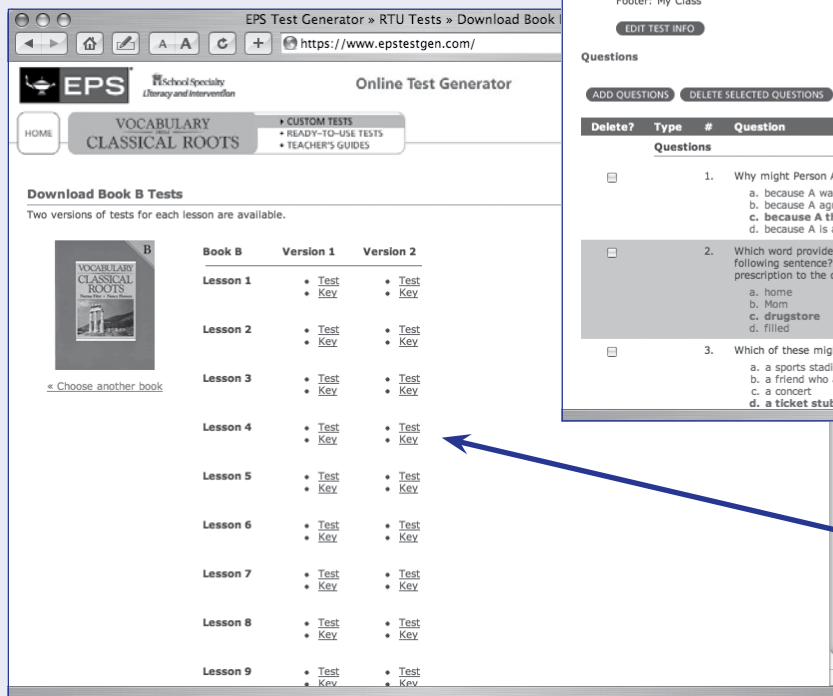 EPS Test Generator » RTU Tests » Download Book
A A
https://www.epstestgen.com/
EPS
School Specialty
Literacy and Intervention
Online Test Generator
HOME
VOCABULARY
FROM
CLASSICAL ROOTS
CUSTOM TESTS
READY-TO-USE TESTS
TEACHER'S GUIDES
Download Book B Tests
Two versions of tests for each lesson are available.
B
VOCABULARY
CLASSICAL
ROOTS
« Choose another book
Book B Version 1 Version 2
Lesson 1 • Test • Test
• Key • Key
Lesson 2 • Test • Test
• Key • Key
Lesson 3 • Test • Test
• Key • Key
Lesson 4 • Test • Test
• Key • Key
Lesson 5 • Test • Test
• Key • Key
Lesson 6 • Test • Test
• Key • Key
Lesson 7 • Test • Test
• Key • Key
Lesson 8 • Test • Test
• Key • Key
Lesson 9 • Test • Test
• Key • Key
Footer: My Class
EDIT TEST INFO
Questions
ADD QUESTIONS DELETE SELECTED QUESTIONS
Delete? Type # Question
Questions
1. Why might Person A
a. because A wa
b. because A ag
c. because A th
d. because A is
2. Which word provide
following sentence?
prescription to the
a. home
b. Mom
c. drugstore
d. filled
3. Which of these mig
a. a sports stadi
b. a friend who
c. a concert
d. a ticket stub